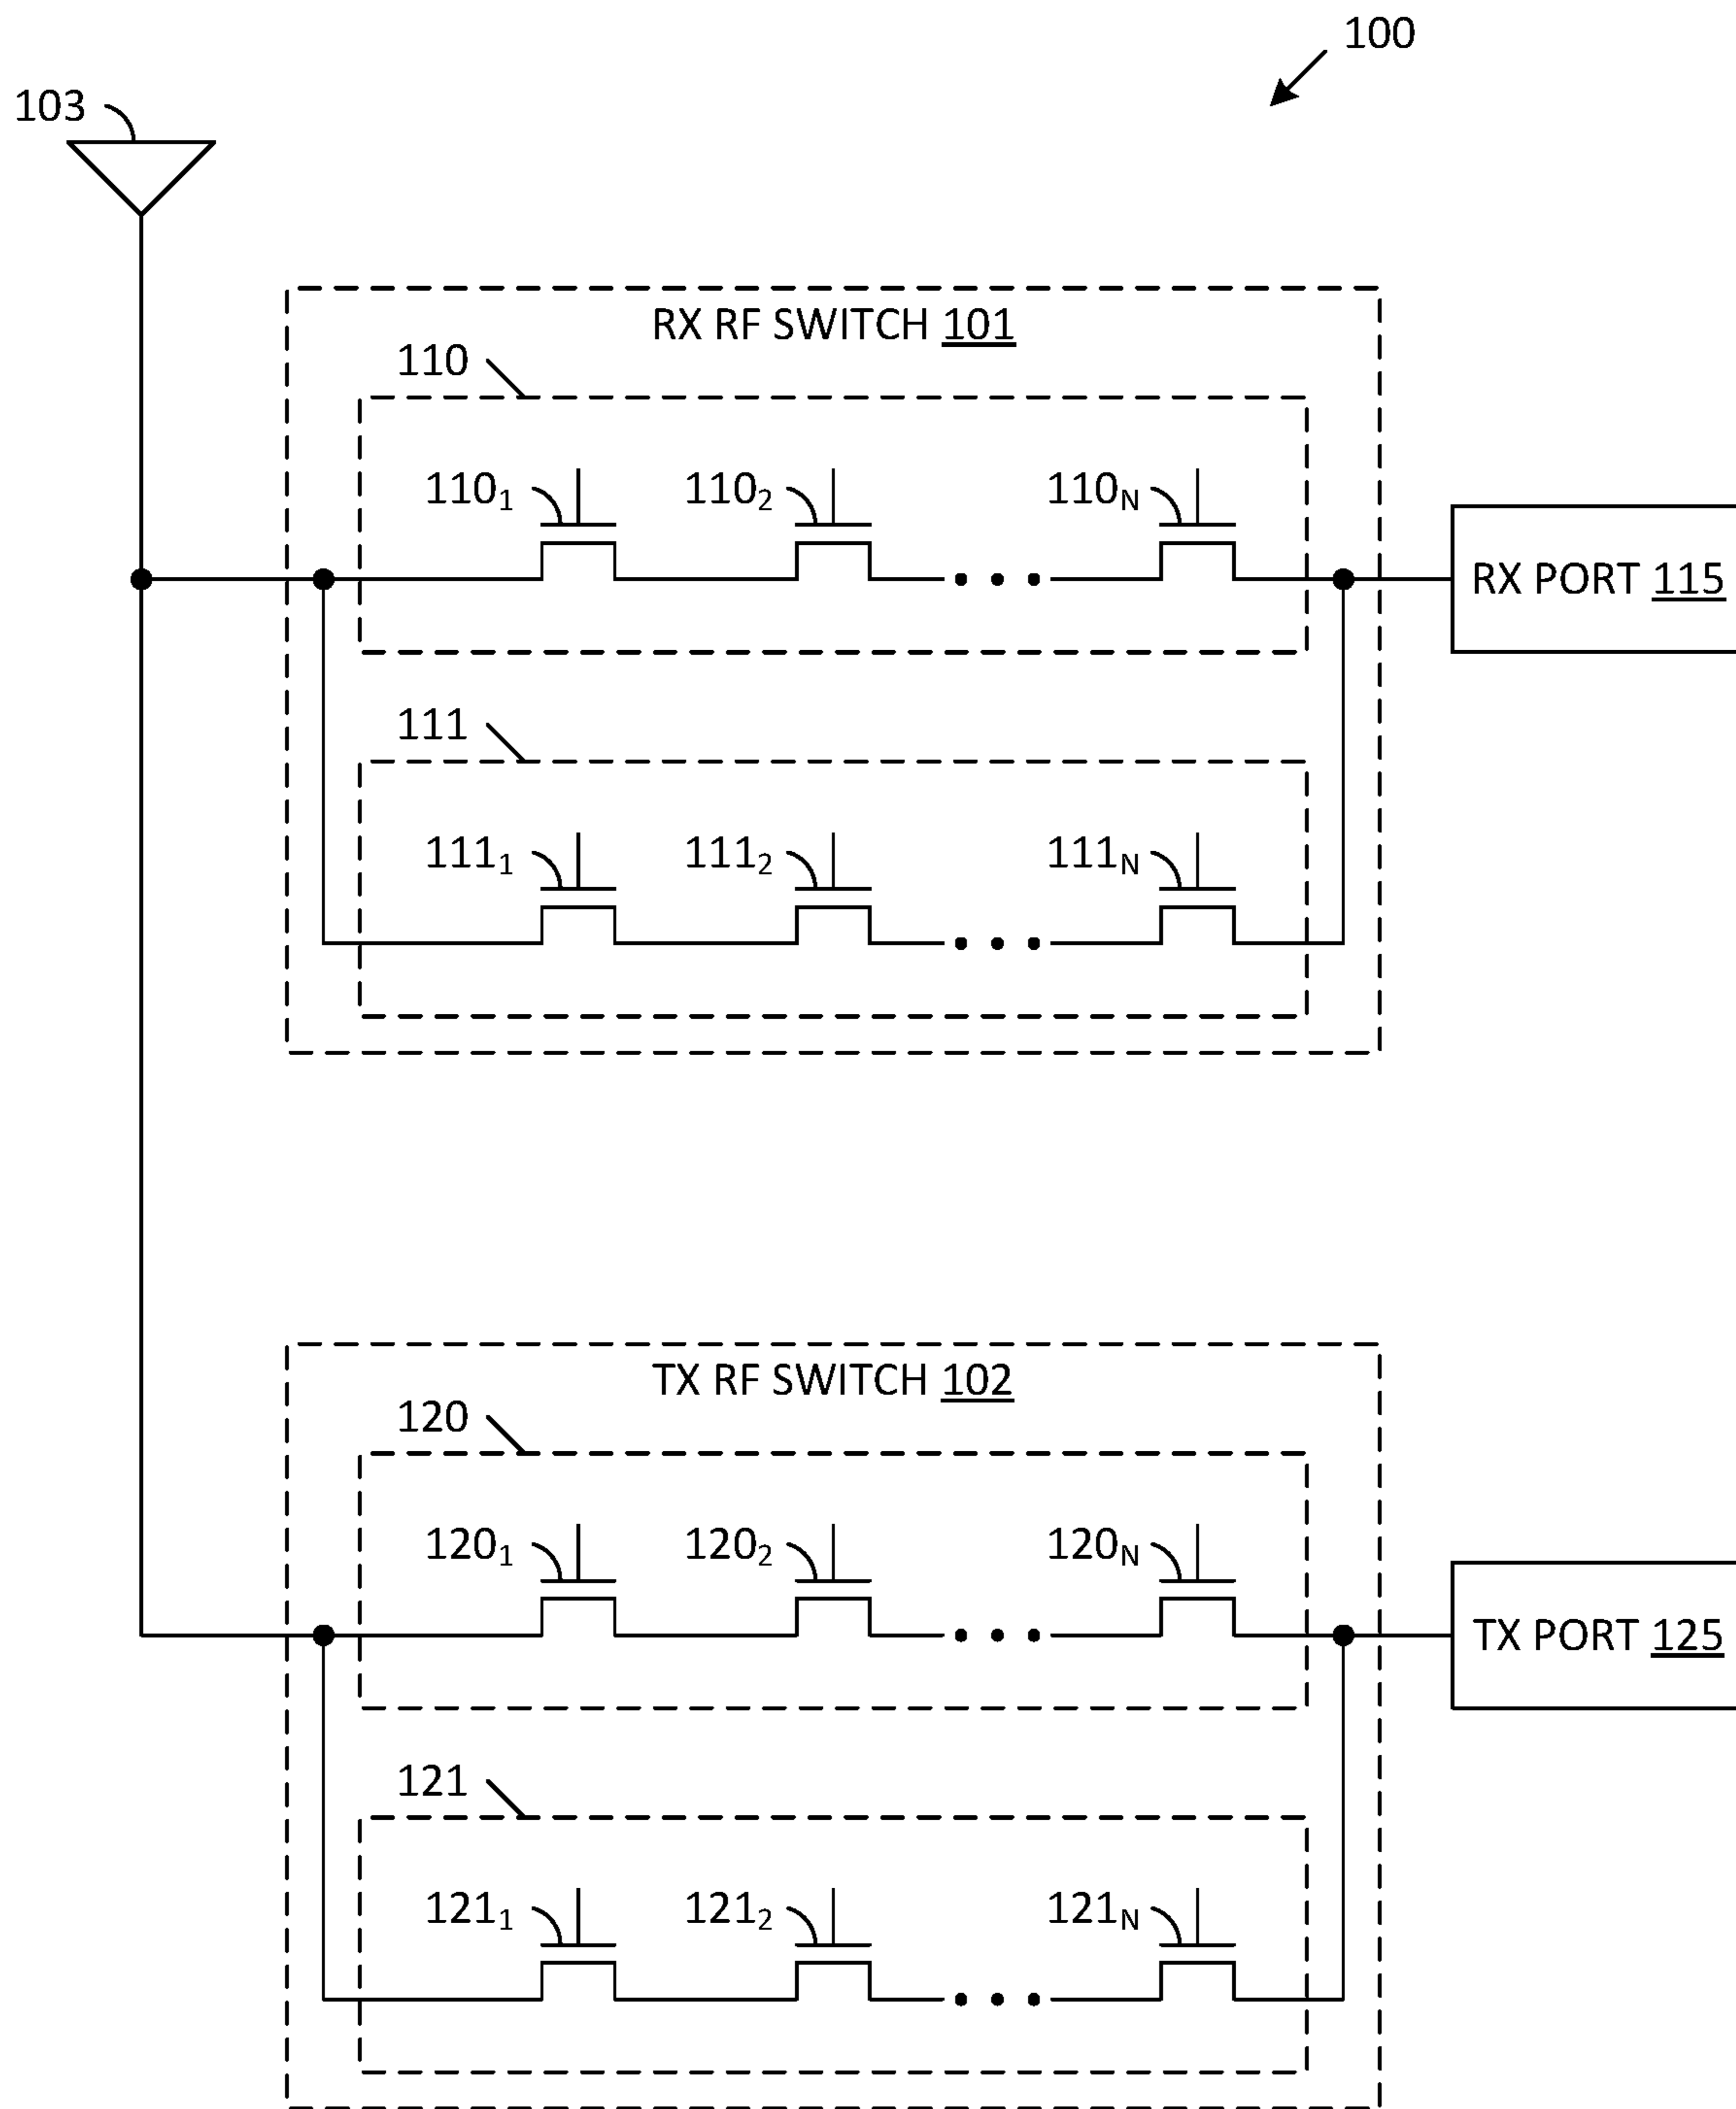 100
103
RX RF SWITCH 101
110
110₁ 110₂ 110ₙ
RX PORT 115
111
111₁ 111₂ 111ₙ
TX RF SWITCH 102
120
120₁ 120₂ 120ₙ
TX PORT 125
121
121₁ 121₂ 121ₙ